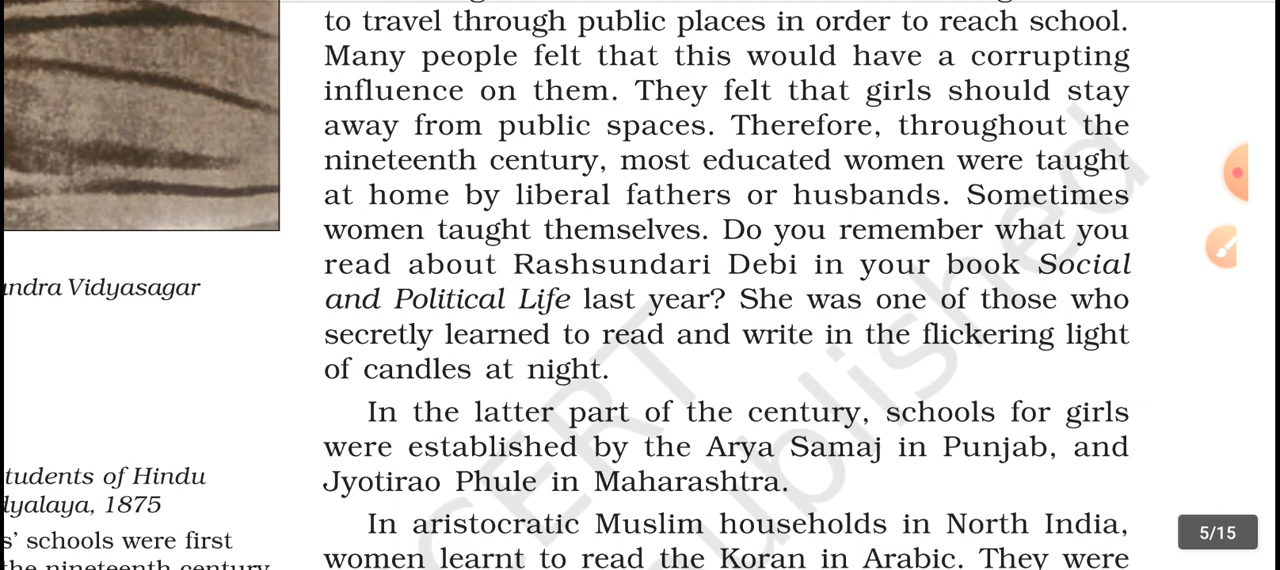 to travel through public places in order to reach school.
Many people felt that this would have a corrupting
influence on them. They felt that girls should stay
away from public spaces. Therefore, throughout the
nineteenth century, most educated women were taught
at home by liberal fathers or husbands. Sometimes
women taught themselves. Do you remember what you
read about Rashsundari Debi in your book Social
and Political Life last year? She was one of those who
secretly learned to read and write in the flickering light
of candles at night.
In the latter part of the century, schools for girls
were established by the Arya Samaj in Punjab, and
Jyotirao Phule in Maharashtra.
In aristocratic Muslim households in North India,
women learnt to read the Koran in Arabic. They were
ndra Vidyasagar
tudents of Hindu
dyalaya, 1875
s' schools were first
the nineteenth century
CERT
ublished
5/15